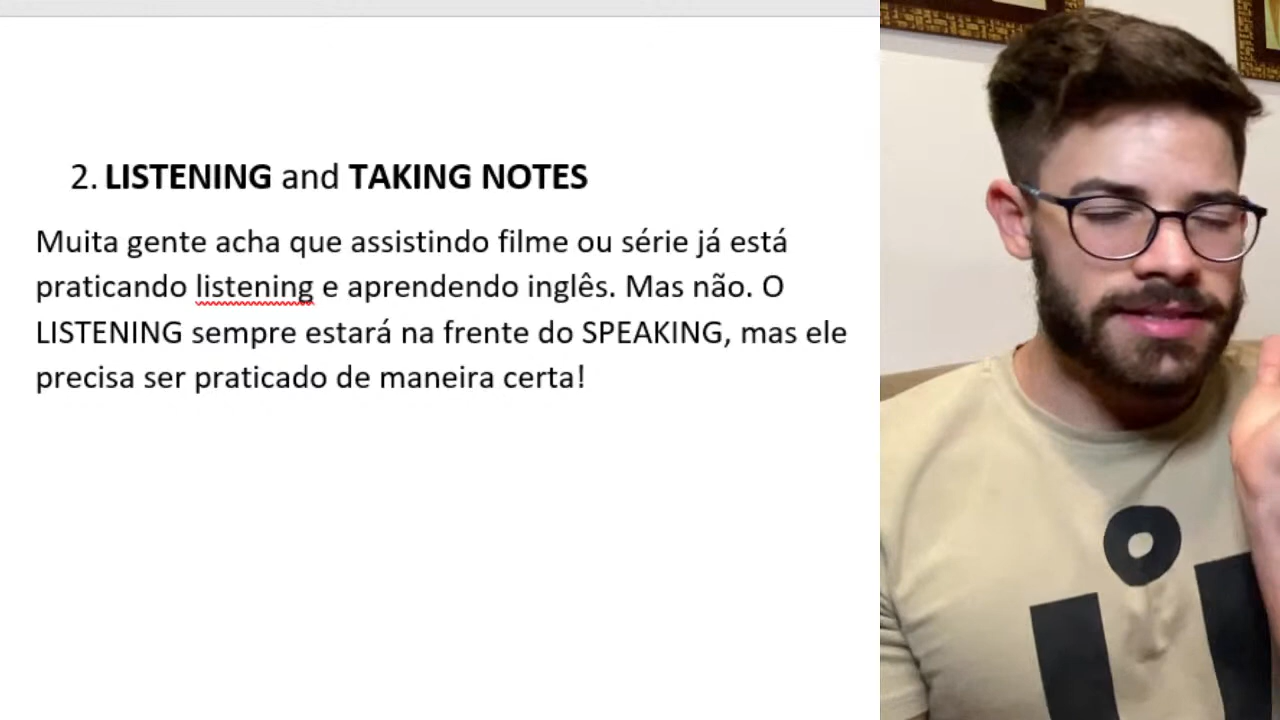 2. LISTENING and TAKING NOTES
Muita gente acha que assistindo filme ou série já está
praticando listening e aprendendo inglês. Mas não. O
LISTENING sempre estará na frente do SPEAKING, mas ele
precisa ser praticado de maneira certa!